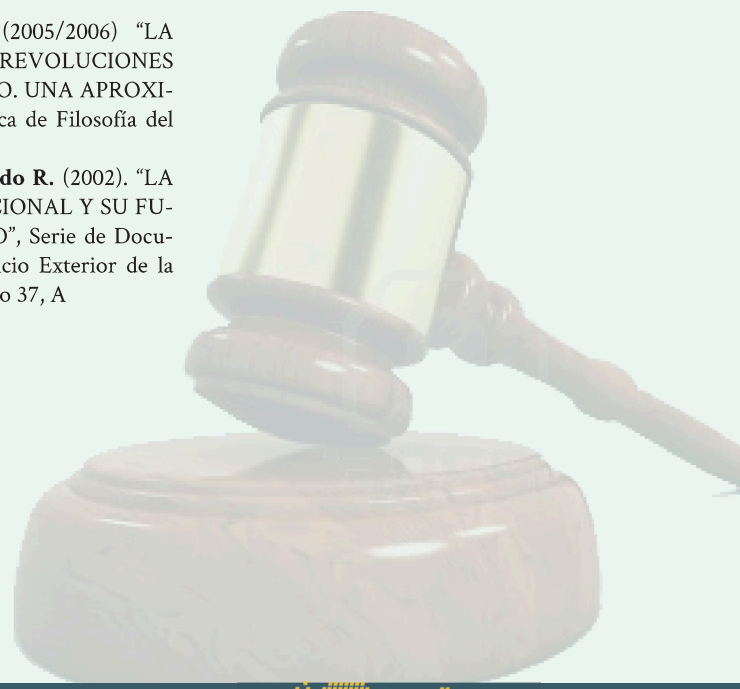 (2005/2006) “LA
REVOLUCIONES
O. UNA APROXI-
ca de Filosofía del
do R. (2002). “LA
CIONAL Y SU FU-
O”, Serie de Docu-
cio Exterior de la
o 37, A